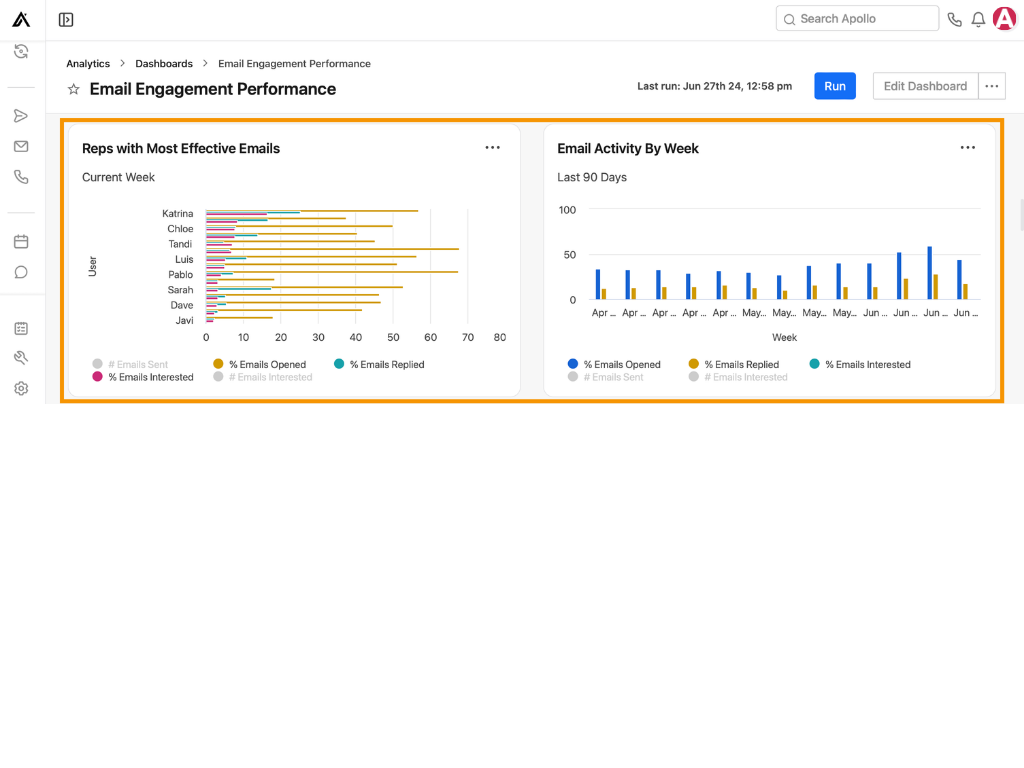 Search Apollo
A
Analytics > Dashboards > Email Engagement Performance
Email Engagement Performance
Last run: Jun 27th 24, 12:58 pm
Run
Edit Dashboard
Reps with Most Effective Emails
Current Week
User
Katrina
Chloe
Tandi
Luis
Pablo
Sarah
Dave
Javi
0 10 20 30 40 50 60 70 80
# Emails Sent % Emails Opened % Emails Replied
% Emails Interested # Emails Interested
Email Activity By Week
Last 90 Days
100
50
0
Apr ... Apr ... Apr ... Apr ... Apr ... May... May... May... May... Jun ... Jun ... Jun ... Jun ...
Week
% Emails Opened % Emails Replied % Emails Interested
# Emails Sent # Emails Interested